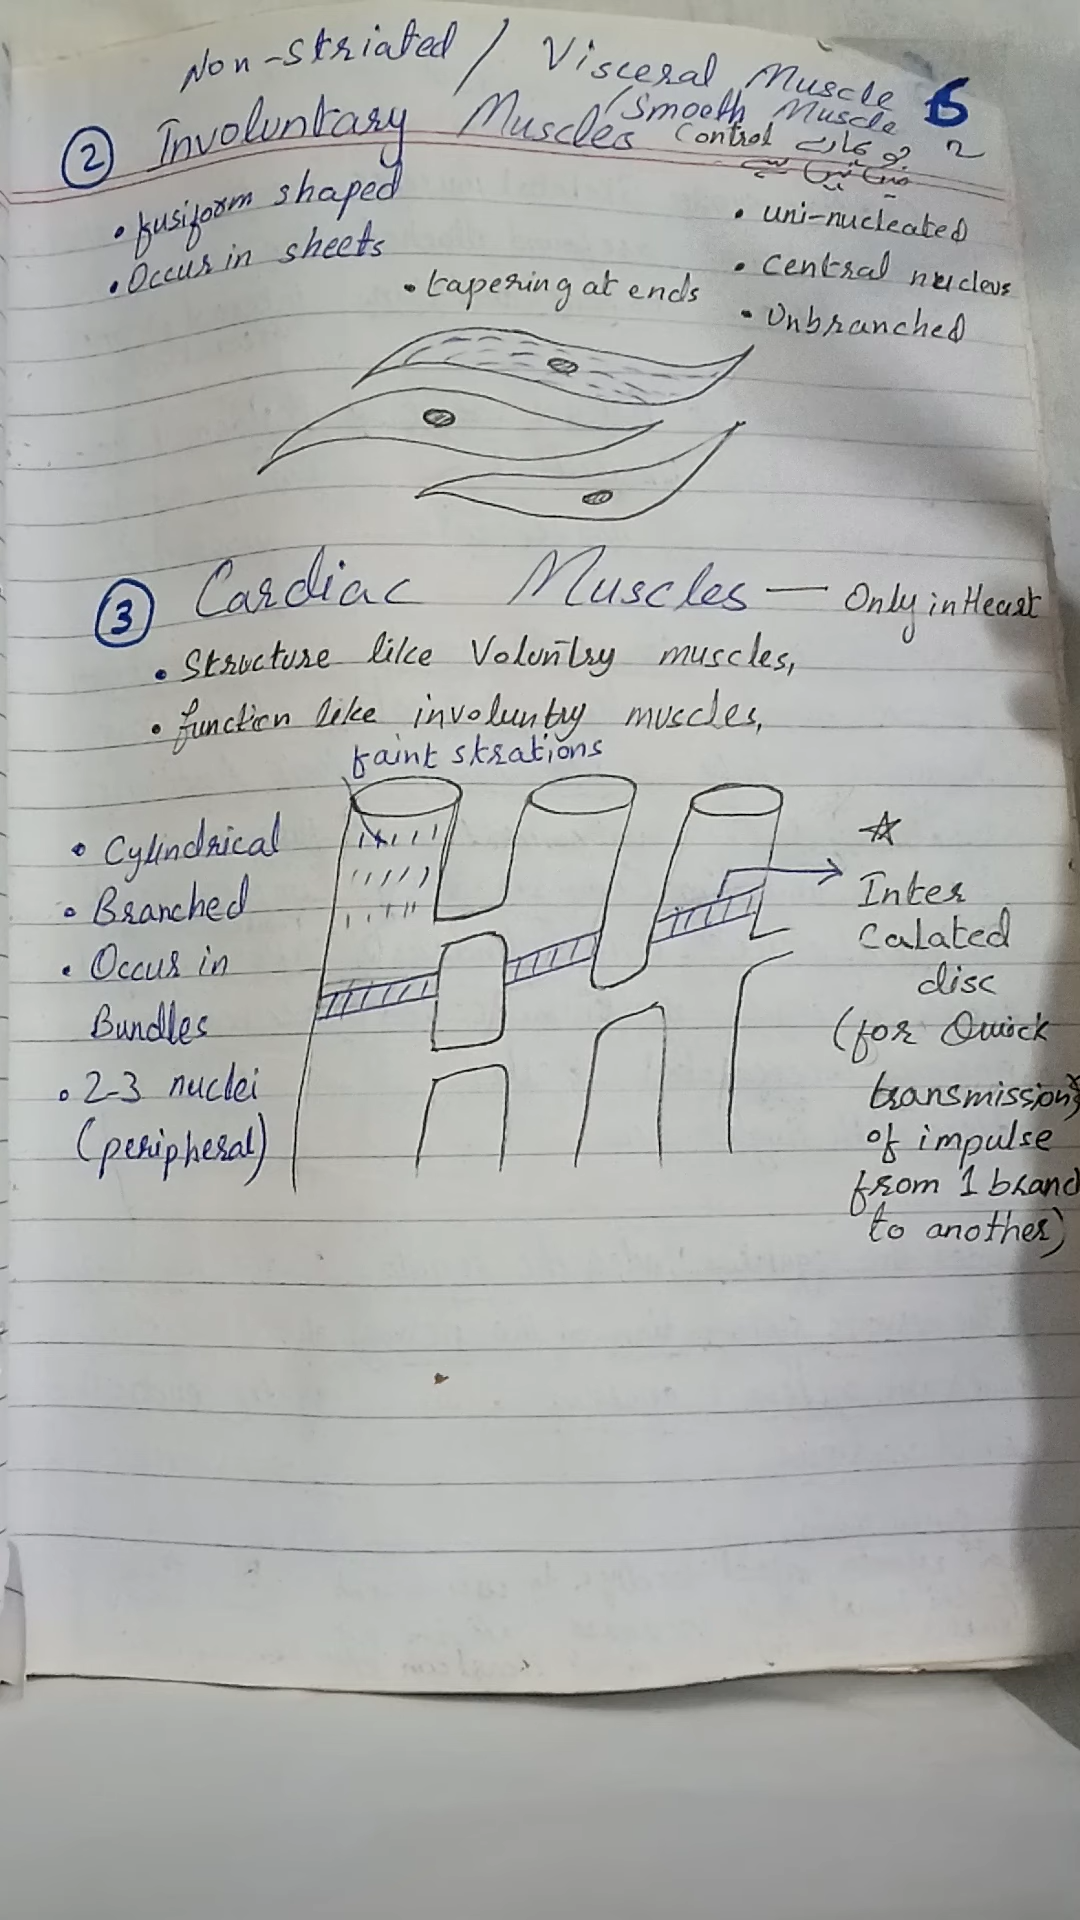 Non-Striated / Visceral Muscle
/Smooth Muscle
② Involuntary Muscles
Control
6
• fusiform shaped
• Occur in sheets
• tapering at ends
• uni-nucleated
• Central nucleus
• Unbranched
③ Cardiac Muscles — Only in Heart
• Structure like Voluntry muscles,
• function like involuntry muscles,
faint strations
• Cylindrical
• Branched
• Occur in
Bundles
• 2-3 nuclei
(peripheral)
☆
Inter
Calated
disc
(for Quick
transmission
of impulse
from 1 branc
to another)